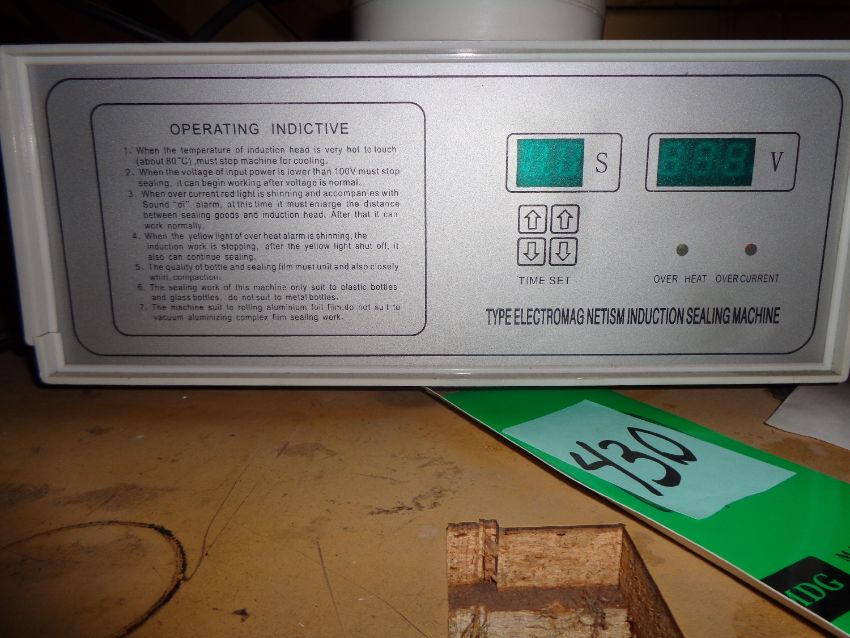 OPERATING INDICTIVE
1. When the temperature of induction head is very hot to touch
(about 80°C) ,must stop machine for cooling.
2. When the voltage of input power is lower than 100V must stop
sealing, it can begin working after voltage is normal.
3. When over current red light is shinning and accompanies with
Sound "di" alarm, at this time it must enlarge the distance
between sealing goods and induction head. After that it can
work normally.
4. When the yellow light of over heat alarm is shinning, the
induction work is stopping, after the yellow light shut off, it
also can continue sealing.
5. The quality of bottle and sealing film must unit and also closely
whirl compaction.
6. The sealing work of this machine only suit to plastic bottles
and glass bottles, do not suit to metal bottles.
7. The machine suit to rolling aluminium foil film,do not suit to
vacuum aluminizing complex film sealing work.
S
V
TIME SET
OVER HEAT OVER CURRENT
TYPE ELECTROMAG NETISM INDUCTION SEALING MACHINE
430
IDG